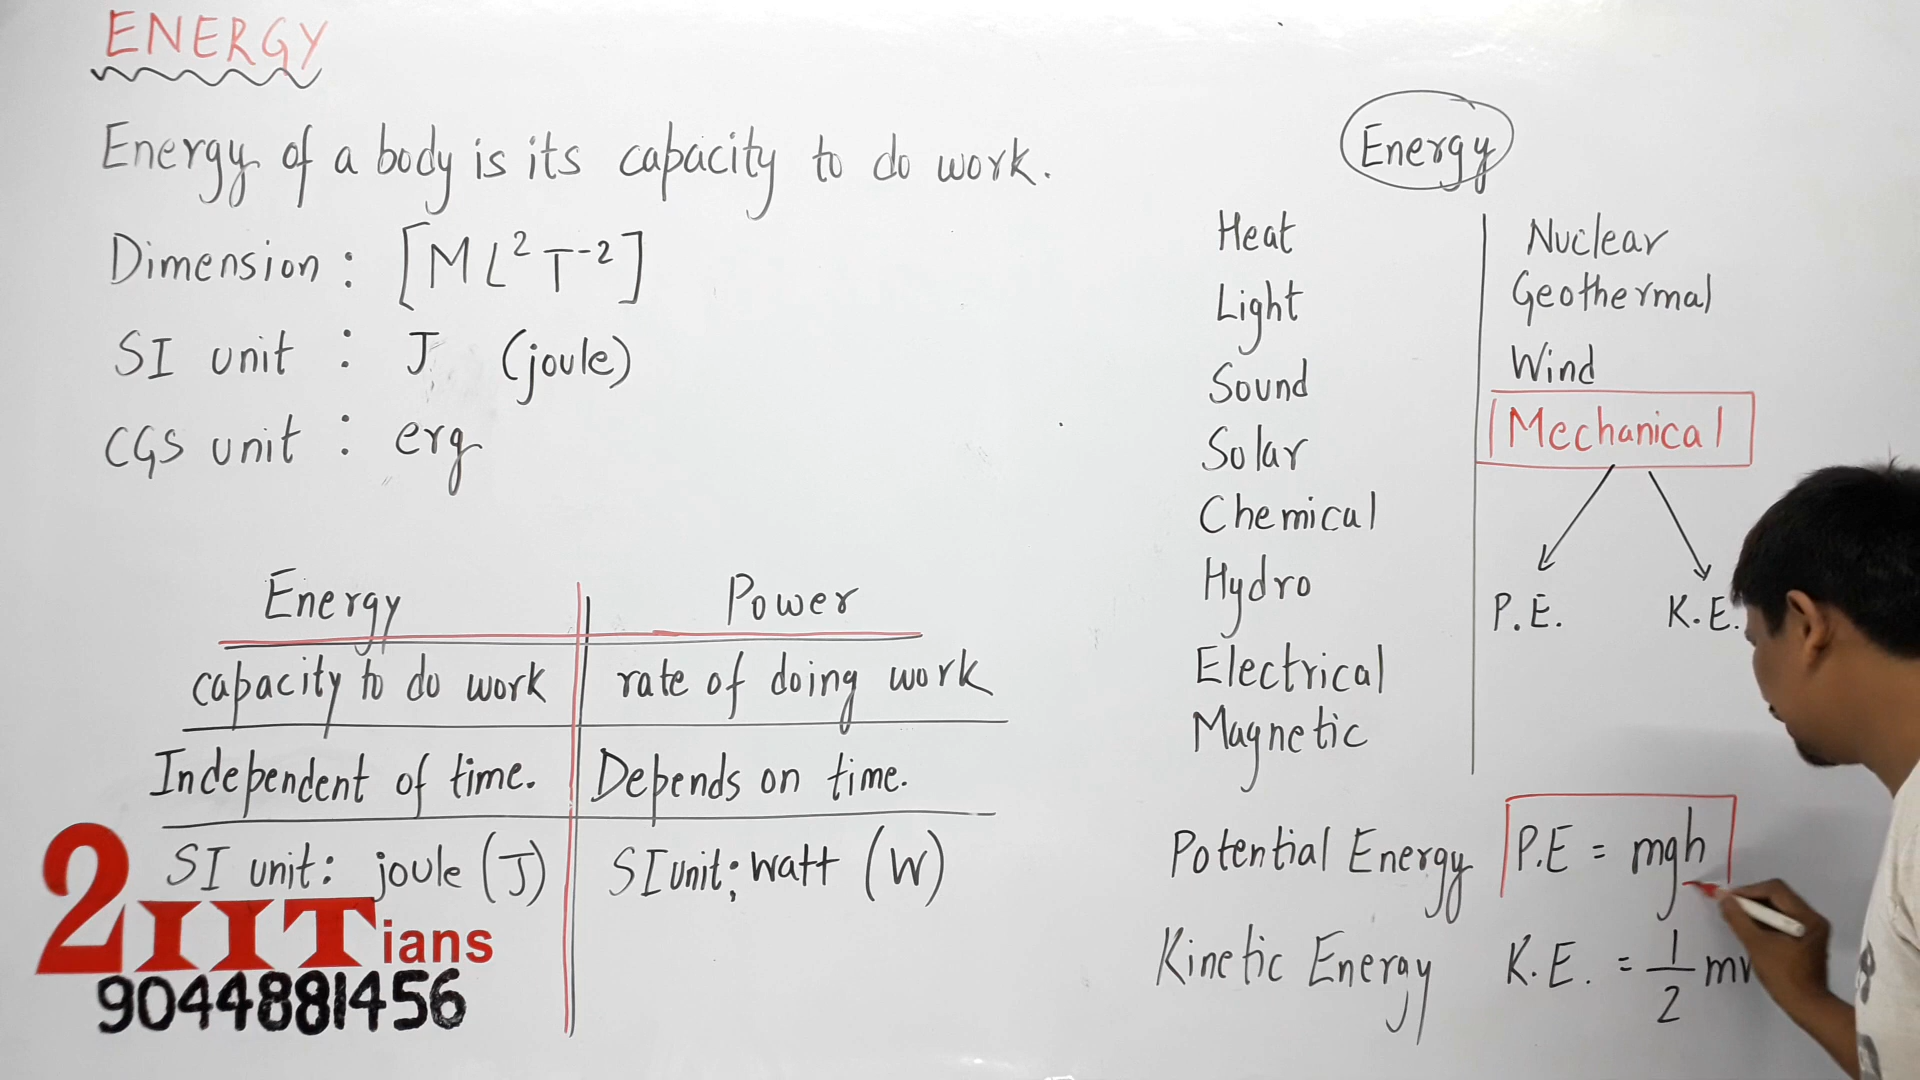 ENERGY
Energy of a body is its capacity to do work.
Dimension : [M L² T⁻²]
SI unit : J (joule)
CGS unit : erg
Energy | Power
capacity to do work | rate of doing work
Independent of time. | Depends on time.
SI unit: joule (J) | SI unit: watt (W)
2IITians
9044881456
Energy
Heat
Light
Sound
Solar
Chemical
Hydro
Electrical
Magnetic
Nuclear
Geothermal
Wind
Mechanical
P.E. K.E.
Potential Energy P.E = mgh
Kinetic Energy K.E. = 1/2 m